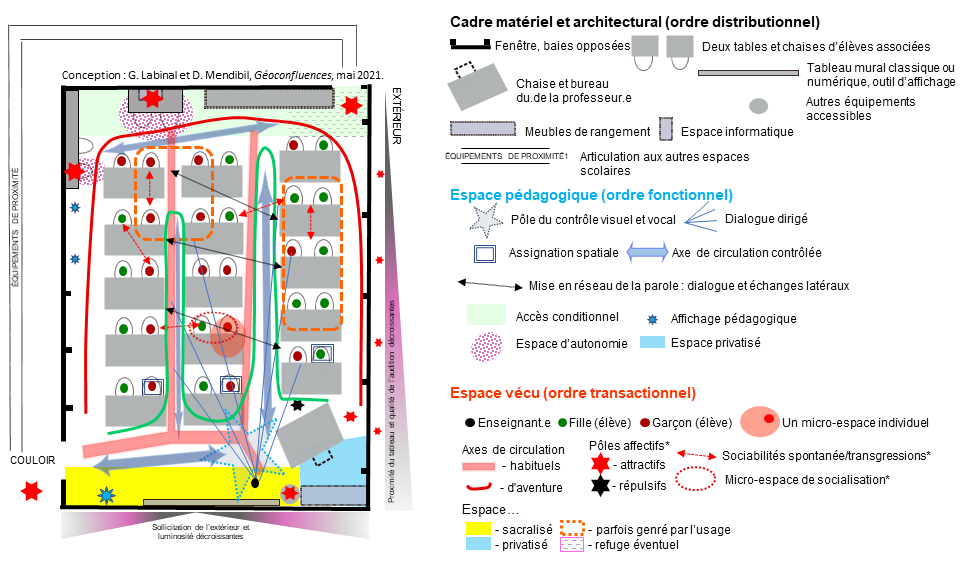 Conception : G. Labinal et D. Mendibil, Géoconfluences, mai 2021.
ÉQUIPEMENTS DE PROXIMITÉ
EXTÉRIEUR
Proximité du tableau et qualité de l'audition décroissantes
COULOIR
Sollicitation de l'extérieur et
luminosité décroissantes
Cadre matériel et architectural (ordre distributionnel)
Fenêtre, baies opposées
Deux tables et chaises d'élèves associées
Chaise et bureau
du.de la professeur.e
Tableau mural classique ou
numérique, outil d'affichage
Autres équipements
accessibles
Meubles de rangement
Espace informatique
ÉQUIPEMENTS DE PROXIMITÉ1
Articulation aux autres espaces
scolaires
Espace pédagogique (ordre fonctionnel)
Pôle du contrôle visuel et vocal
Dialogue dirigé
Assignation spatiale
Axe de circulation contrôlée
Mise en réseau de la parole : dialogue et échanges latéraux
Accès conditionnel
Affichage pédagogique
Espace d'autonomie
Espace privatisé
Espace vécu (ordre transactionnel)
Enseignant.e
Fille (élève)
Garçon (élève)
Un micro-espace individuel
Axes de circulation
- habituels
- d'aventure
Pôles affectifs*
- attractifs
- répulsifs
Sociabilités spontanée/transgressions*
Micro-espace de socialisation*
Espace…
- sacralisé
- parfois genré par l'usage
- privatisé
- refuge éventuel